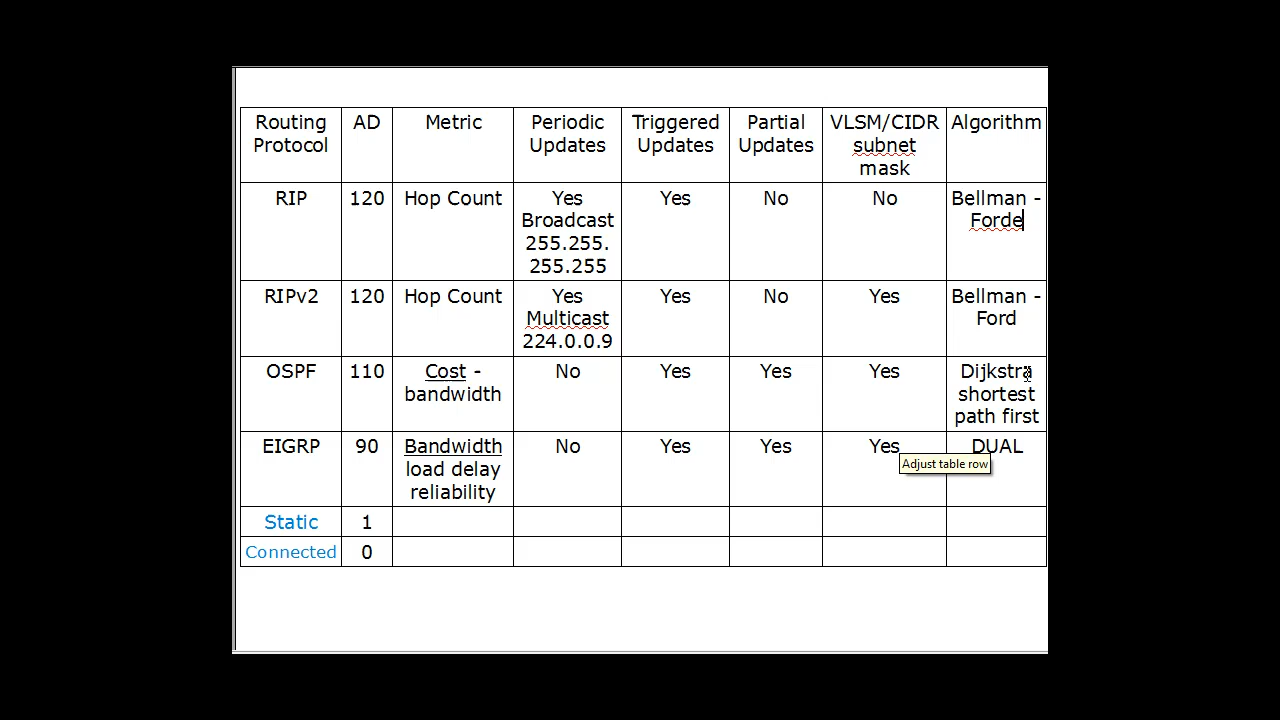 Routing Protocol AD Metric Periodic Updates Triggered Updates Partial Updates VLSM/CIDR subnet mask Algorithm
RIP 120 Hop Count Yes Broadcast 255.255. 255.255 Yes No No Bellman - Forde
RIPv2 120 Hop Count Yes Multicast 224.0.0.9 Yes No Yes Bellman - Ford
OSPF 110 Cost - bandwidth No Yes Yes Yes Dijkstra shortest path first
EIGRP 90 Bandwidth load delay reliability No Yes Yes Yes DUAL
Adjust table row
Static 1
Connected 0